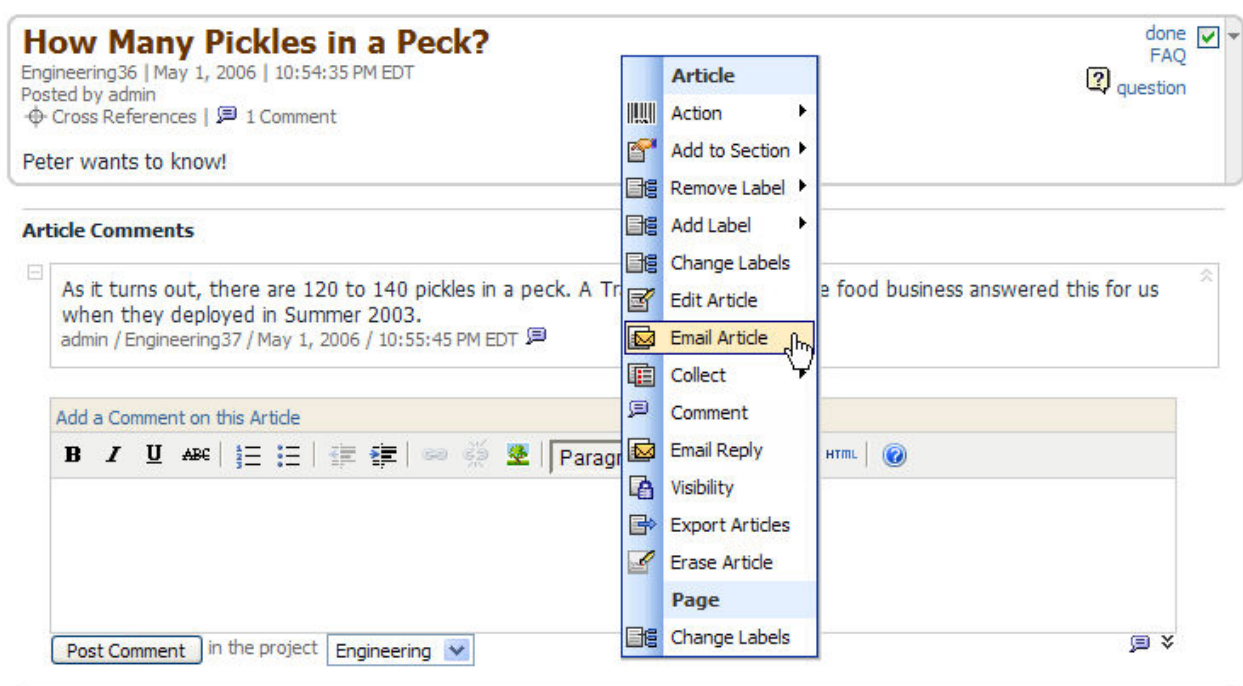 How Many Pickles in a Peck?
Engineering36 | May 1, 2006 | 10:54:35 PM EDT
Posted by admin
Cross References | 1 Comment
Peter wants to know!
done
FAQ
question
Article
Action
Add to Section
Remove Label
Add Label
Change Labels
Edit Article
Email Article
Collect
Comment
Email Reply
Visibility
Export Articles
Erase Article
Page
Change Labels
Article Comments
As it turns out, there are 120 to 140 pickles in a peck. A Tr e food business answered this for us
when they deployed in Summer 2003.
admin / Engineering37 / May 1, 2006 / 10:55:45 PM EDT
Add a Comment on this Article
B I U ABC Paragr HTML
Post Comment in the project Engineering